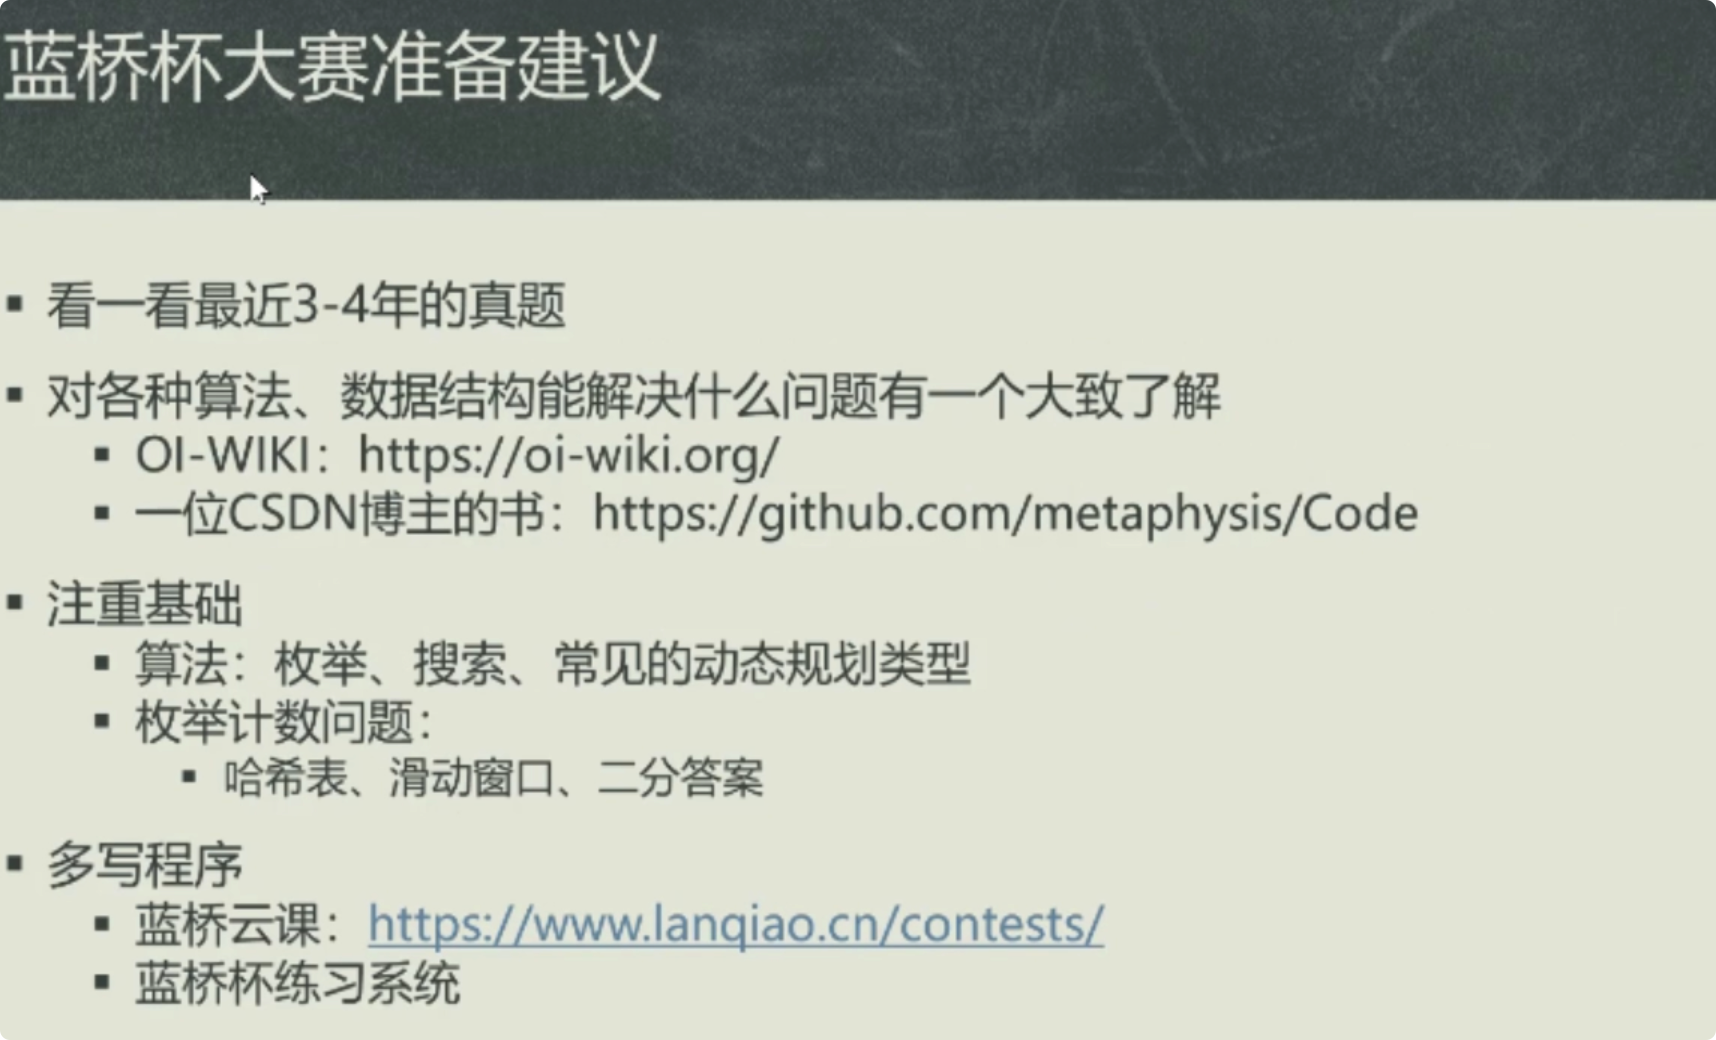 蓝桥杯大赛准备建议
▪ 看一看最近3-4年的真题
▪ 对各种算法、数据结构能解决什么问题有一个大致了解
▪ OI-WIKI：https://oi-wiki.org/
▪ 一位CSDN博主的书：https://github.com/metaphysis/Code
▪ 注重基础
▪ 算法：枚举、搜索、常见的动态规划类型
▪ 枚举计数问题：
▪ 哈希表、滑动窗口、二分答案
▪ 多写程序
▪ 蓝桥云课：https://www.lanqiao.cn/contests/
▪ 蓝桥杯练习系统